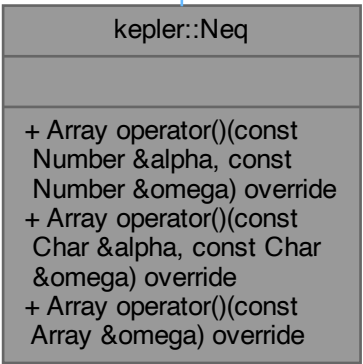 kepler::Neq
+ Array operator()(const
Number &alpha, const
Number &omega) override
+ Array operator()(const
Char &alpha, const Char
&omega) override
+ Array operator()(const
Array &omega) override